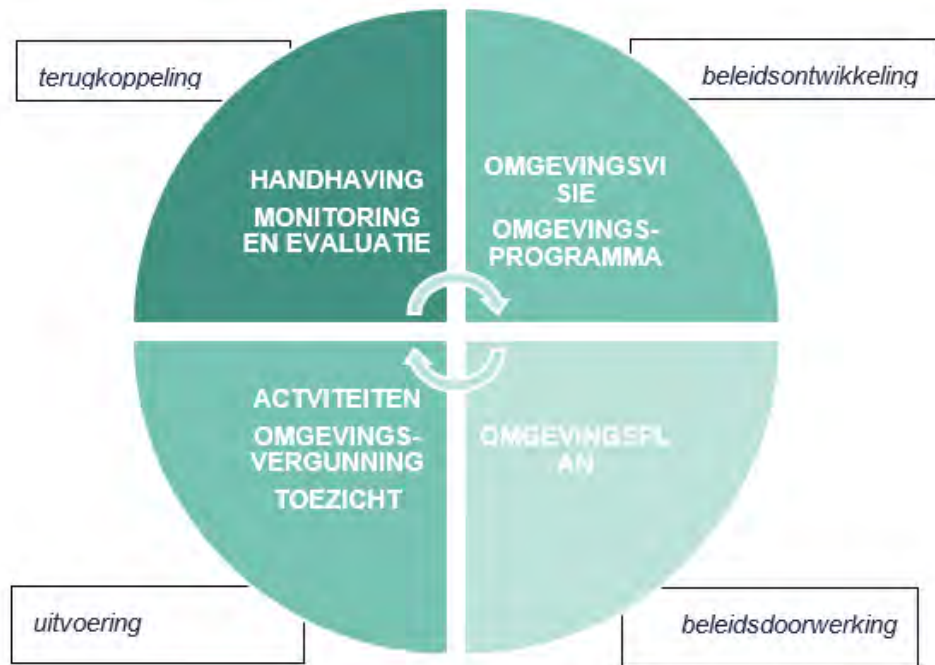 terugkoppeling
beleidsontwikkeling
HANDHAVING
MONITORING
EN EVALUATIE
OMGEVINGSVI
SIE
OMGEVINGS-
PROGRAMMA
ACTVITEITEN
OMGEVINGS-
VERGUNNING
TOEZICHT
OMGEVINGSPL
AN
uitvoering
beleidsdoorwerking